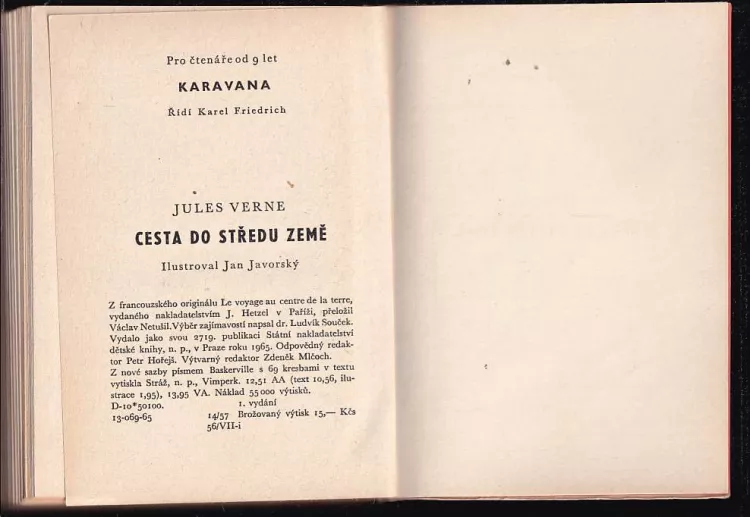 Pro čtenáře od 9 let
KARAVANA
Řídí Karel Friedrich
JULES VERNE
CESTA DO STŘEDU ZEMĚ
Ilustroval Jan Javorský
Z francouzského originálu Le voyage au centre de la terre,
vydaného nakladatelstvím J. Hetzel v Paříži, přeložil
Václav Netušil. Výběr zajímavostí napsal dr. Ludvík Souček.
Vydalo jako svou 2719. publikaci Státní nakladatelství
dětské knihy, n. p., v Praze roku 1965. Odpovědný redak-
tor Petr Hořejš. Výtvarný redaktor Zdeněk Mlčoch.
Z nové sazby písmem Baskerville s 69 kresbami v textu
vytiskla Stráž, n. p., Vimperk. 12,51 AA (text 10,56, ilu-
strace 1,95), 13,95 VA. Náklad 55 000 výtisků.
D-10*50100. 1. vydání
13-069-65 14/57 Brožovaný výtisk 15,— Kčs
56/VII-i